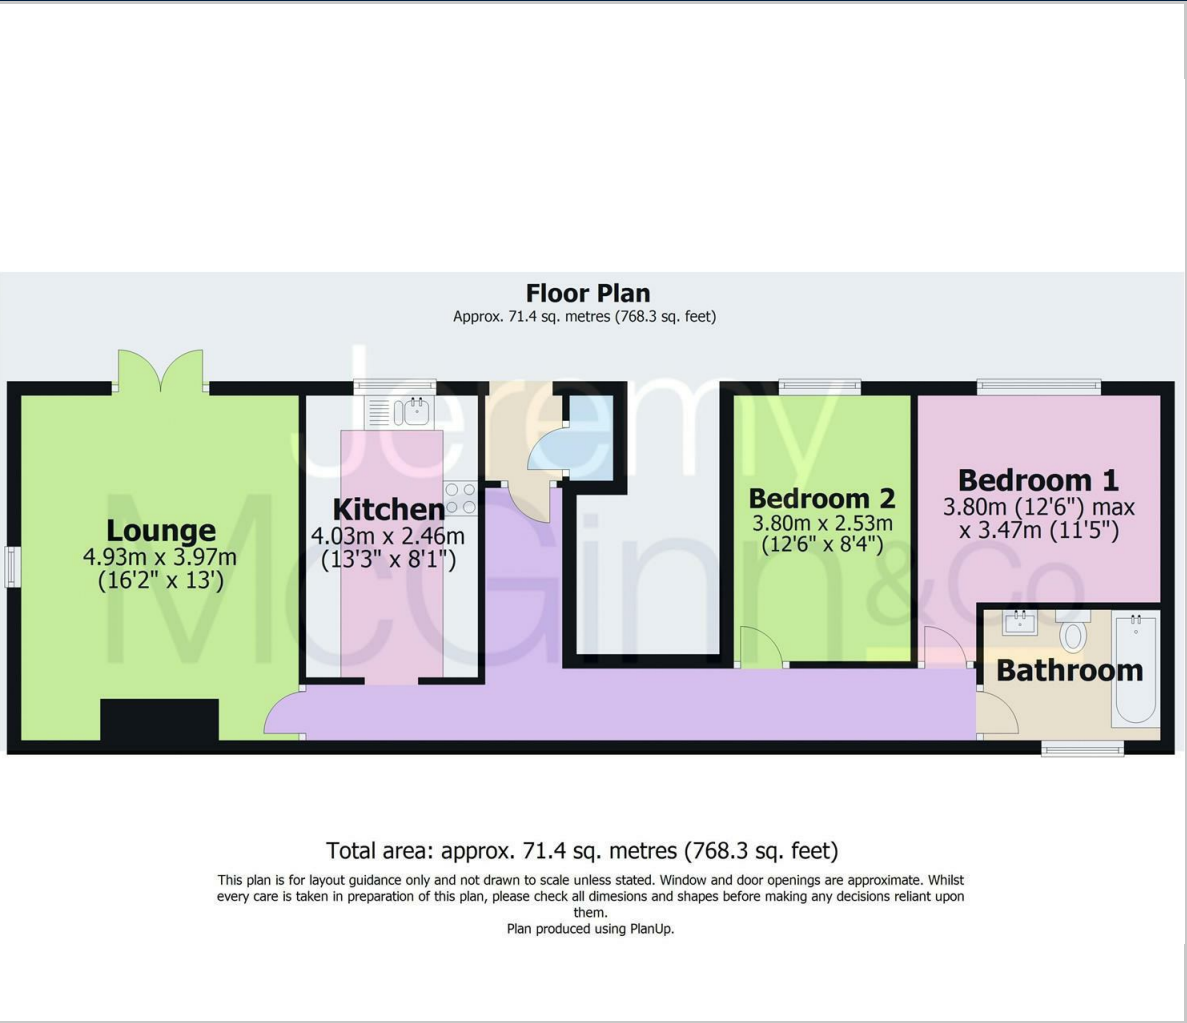 Floor Plan
Approx. 71.4 sq. metres (768.3 sq. feet)
Jeremy
McGinn &Co
Lounge
4.93m x 3.97m
(16'2" x 13')
Kitchen
4.03m x 2.46m
(13'3" x 8'1")
Bedroom 2
3.80m x 2.53m
(12'6" x 8'4")
Bedroom 1
3.80m (12'6") max
x 3.47m (11'5")
Bathroom
Total area: approx. 71.4 sq. metres (768.3 sq. feet)
This plan is for layout guidance only and not drawn to scale unless stated. Window and door openings are approximate. Whilst
every care is taken in preparation of this plan, please check all dimesions and shapes before making any decisions reliant upon
them.
Plan produced using PlanUp.